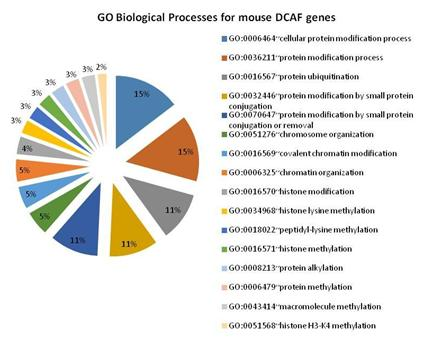 GO Biological Processes for mouse DCAF genes
GO:0006464~cellular protein modification process
GO:0036211~protein modification process
GO:0016567~protein ubiquitination
GO:0032446~protein modification by small protein
conjugation
GO:0070647~protein modification by small protein
conjugation or removal
GO:0051276~chromosome organization
GO:0016569~covalent chromatin modification
GO:0006325~chromatin organization
GO:0016570~histone modification
GO:0034968~histone lysine methylation
GO:0018022~peptidyl-lysine methylation
GO:0016571~histone methylation
GO:0008213~protein alkylation
GO:0006479~protein methylation
GO:0043414~macromolecule methylation
GO:0051568~histone H3-K4 methylation
15%
15%
11%
11%
11%
5%
5%
5%
4%
3%
3%
3%
3%
3%
3%
2%